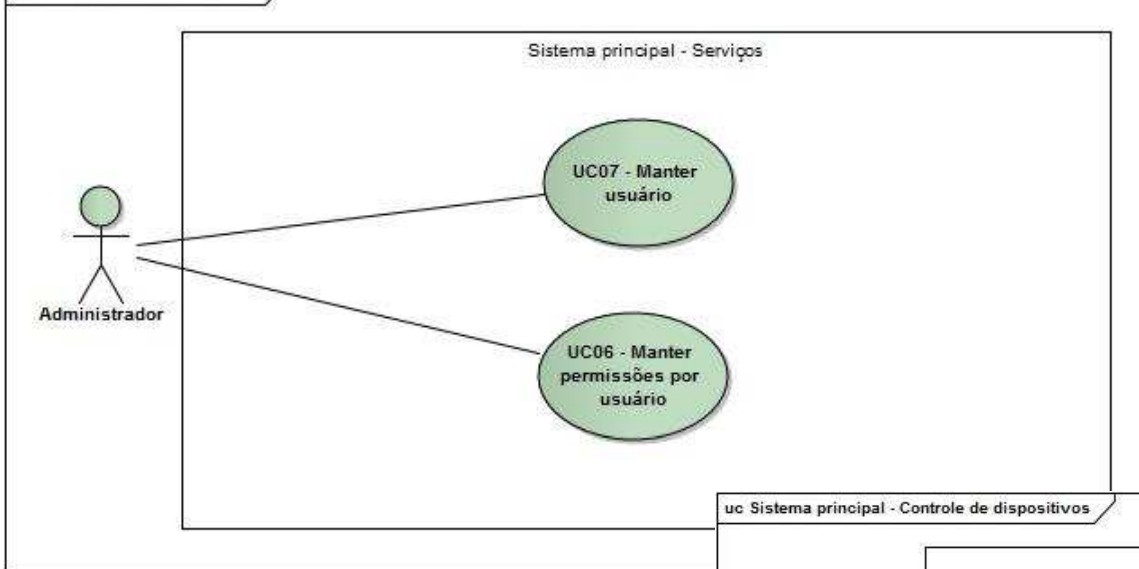 Sistema principal - Serviços
UC07 - Manter
usuário
Administrador
UC06 - Manter
permissões por
usuário
uc Sistema principal - Controle de dispositivos